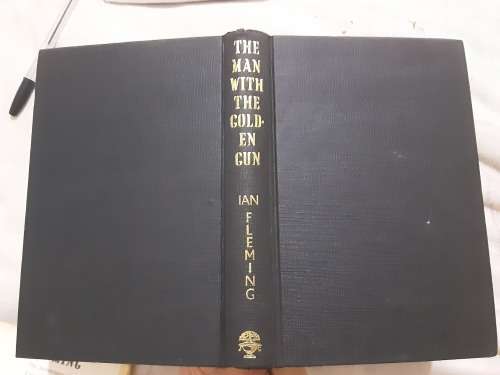 THE
MAN
WITH
THE
GOLD-
EN
GUN
IAN
FLEMING